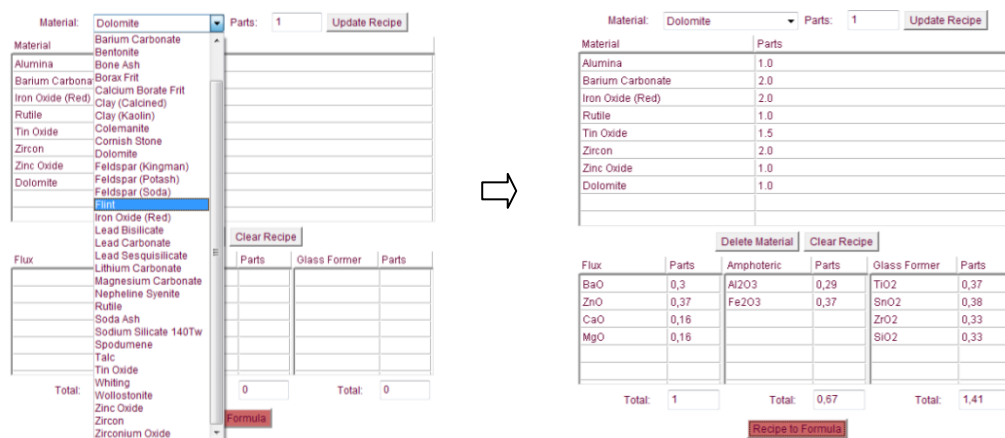 Material: Dolomite Parts: 1 Update Recipe
Material
Alumina
Barium Carbona
Iron Oxide (Red)
Rutile
Tin Oxide
Zircon
Zinc Oxide
Dolomite
Barium Carbonate
Bentonite
Bone Ash
Borax Frit
Calcium Borate Frit
Clay (Calcined)
Clay (Kaolin)
Colemanite
Cornish Stone
Dolomite
Feldspar (Kingman)
Feldspar (Potash)
Feldspar (Soda)
Flint
Iron Oxide (Red)
Lead Bisilicate
Lead Carbonate
Lead Sesquisilicate
Lithium Carbonate
Magnesium Carbonate
Nepheline Syenite
Rutile
Soda Ash
Sodium Silicate 140Tw
Spodumene
Talc
Tin Oxide
Whiting
Wollostonite
Zinc Oxide
Zircon
Zirconium Oxide
Clear Recipe
Flux Parts Glass Former Parts
Total: 0 Total: 0
Formula
Material: Dolomite Parts: 1 Update Recipe
Material Parts
Alumina 1.0
Barium Carbonate 2.0
Iron Oxide (Red) 2.0
Rutile 1.0
Tin Oxide 1.5
Zircon 2.0
Zinc Oxide 1.0
Dolomite 1.0
Delete Material Clear Recipe
Flux Parts Amphoteric Parts Glass Former Parts
BaO 0,3 Al2O3 0,29 TiO2 0,37
ZnO 0,37 Fe2O3 0,37 SnO2 0,38
CaO 0,16 ZrO2 0,33
MgO 0,16 SiO2 0,33
Total: 1 Total: 0,67 Total: 1,41
Recipe to Formula